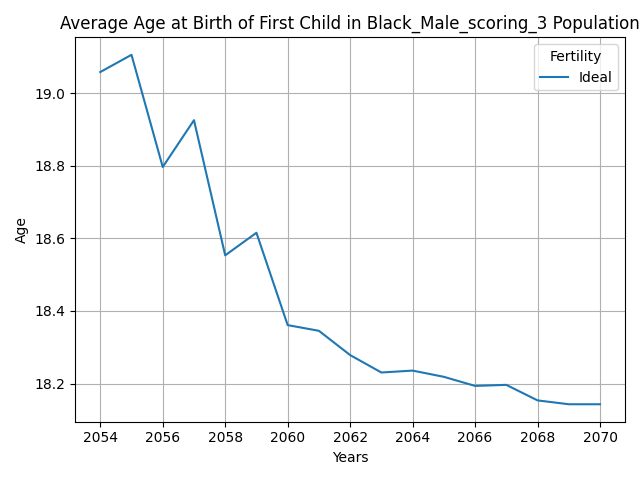 Average Age at Birth of First Child in Black_Male_scoring_3 Population
Fertility
Ideal
19.0
18.8
18.6
18.4
18.2
Age
2054 2056 2058 2060 2062 2064 2066 2068 2070
Years